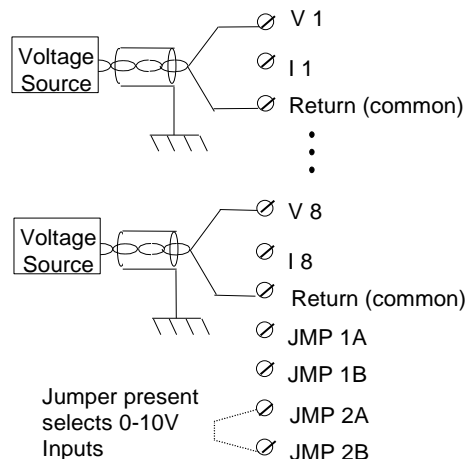 V 1
Voltage
Source
I 1
Return (common)
V 8
Voltage
Source
I 8
Return (common)
JMP 1A
JMP 1B
Jumper present
selects 0-10V
Inputs
JMP 2A
JMP 2B